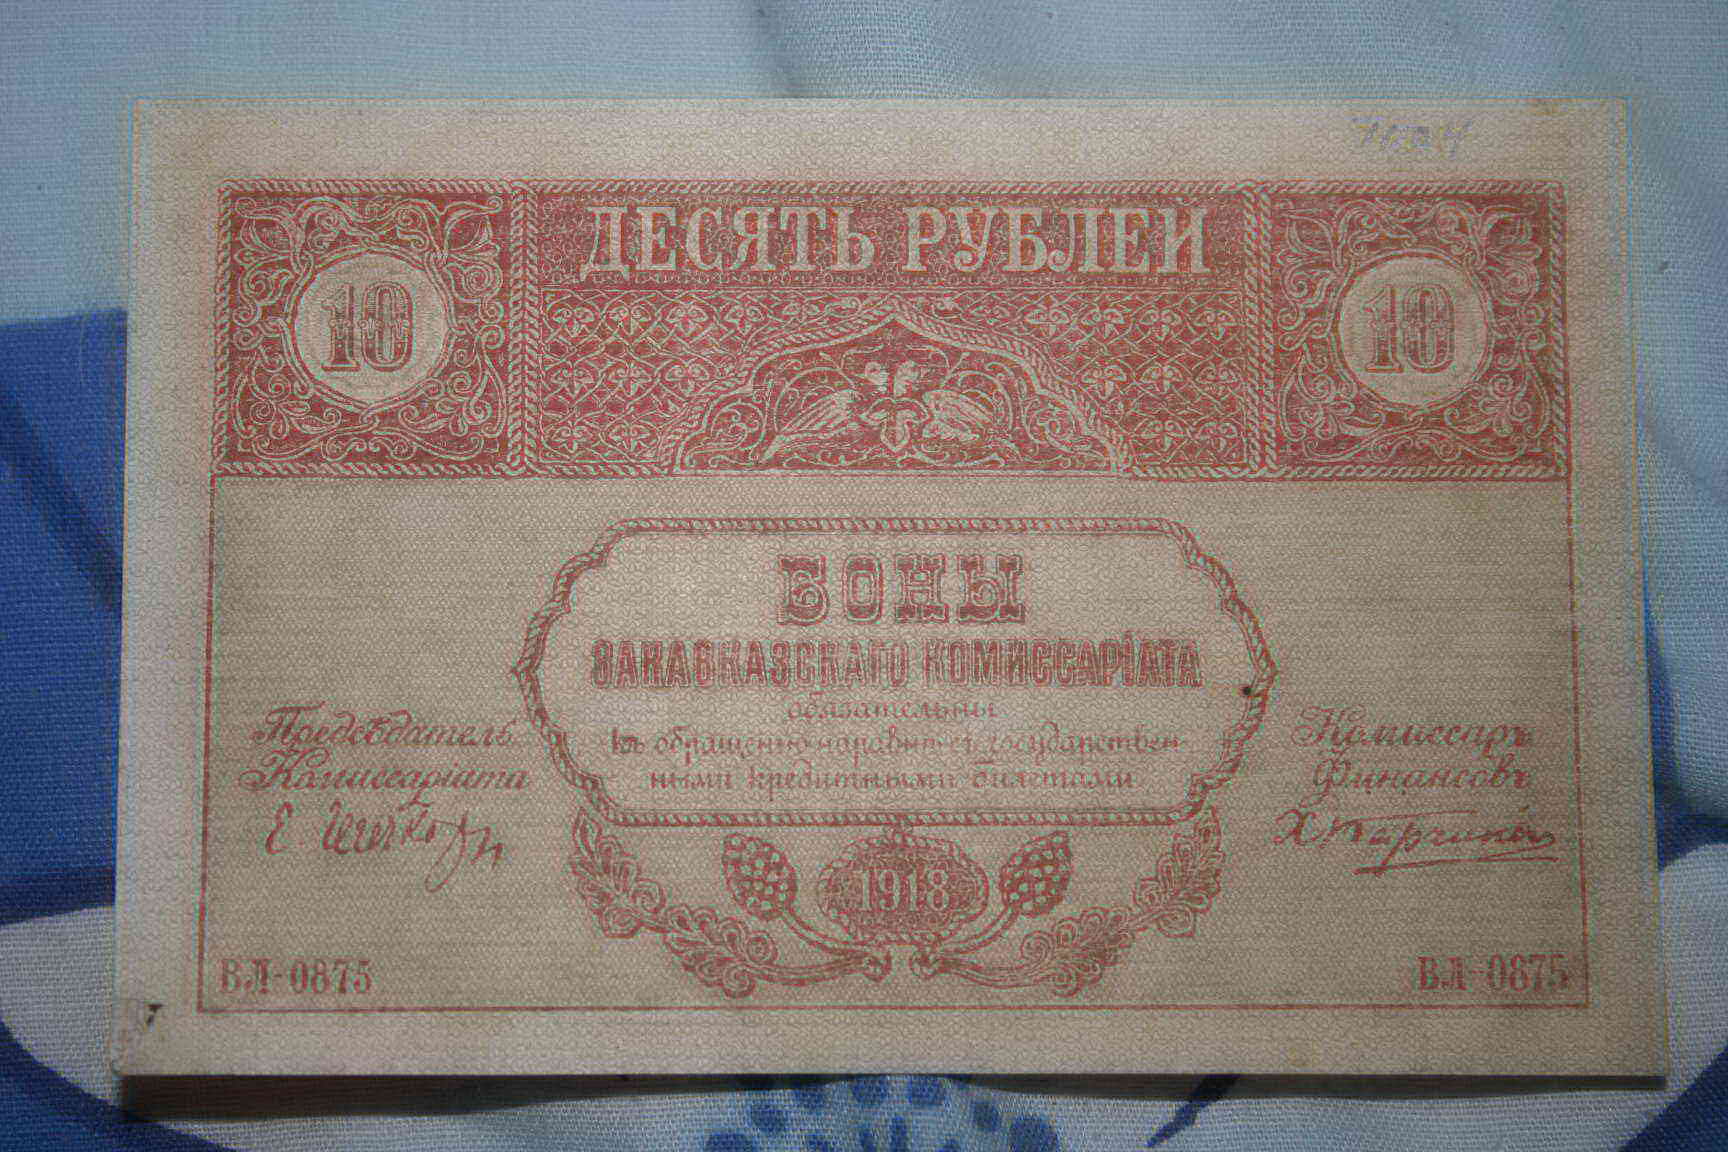 ДЕСЯТЬ РУБЛЕЙ
10
10
БОНЫ
ЗАКАВКАЗСКАГО КОМИССАРІАТА
обязательны
къ обращенію наравнѣ съ государствен-
ными кредитными билетами
Предсѣдатель
Комиссаріата
Комиссаръ
Финансовъ
1918
ВЛ-0875
ВЛ-0875